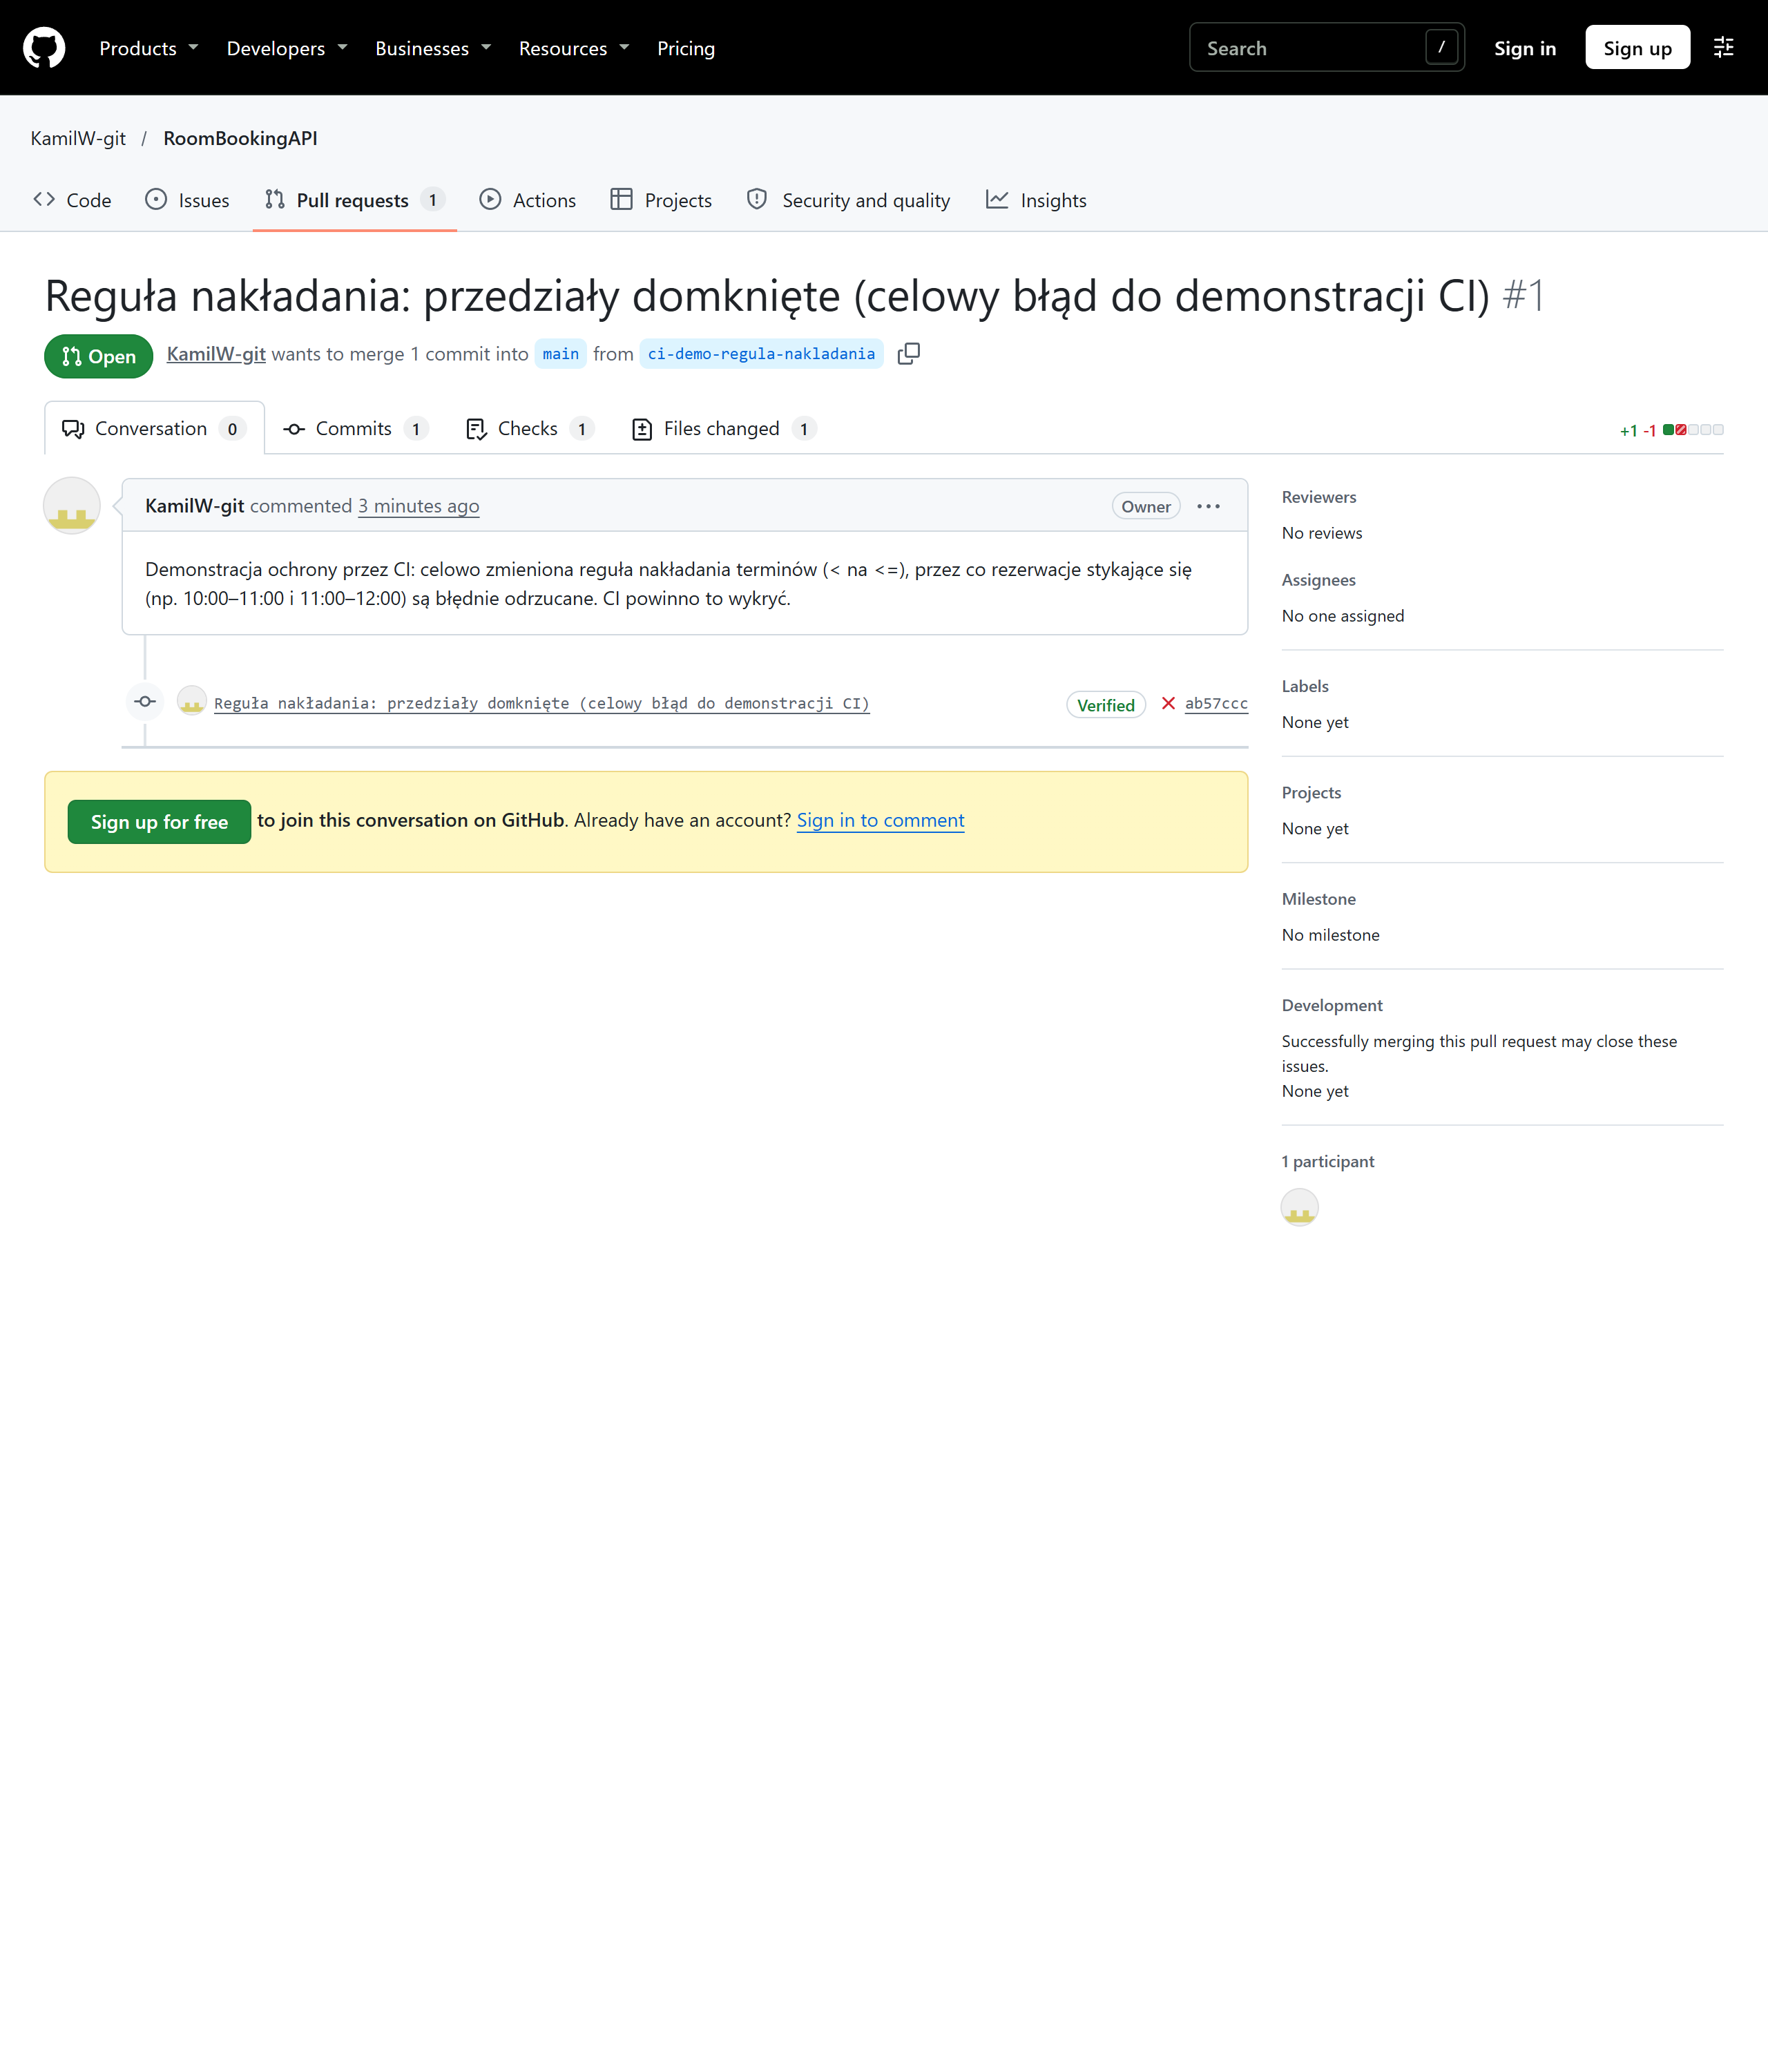 Products Developers Businesses Resources Pricing Search / Sign in Sign up
KamilW-git / RoomBookingAPI
Code Issues Pull requests 1 Actions Projects Security and quality Insights
Reguła nakładania: przedziały domknięte (celowy błąd do demonstracji CI) #1
Open KamilW-git wants to merge 1 commit into main from ci-demo-regula-nakladania
Conversation 0 Commits 1 Checks 1 Files changed 1 +1 -1
KamilW-git commented 3 minutes ago Owner
Demonstracja ochrony przez CI: celowo zmieniona reguła nakładania terminów (< na <=), przez co rezerwacje stykające się
(np. 10:00–11:00 i 11:00–12:00) są błędnie odrzucane. CI powinno to wykryć.
Reguła nakładania: przedziały domknięte (celowy błąd do demonstracji CI) Verified ab57ccc
Sign up for free to join this conversation on GitHub. Already have an account? Sign in to comment
Reviewers
No reviews
Assignees
No one assigned
Labels
None yet
Projects
None yet
Milestone
No milestone
Development
Successfully merging this pull request may close these
issues.
None yet
1 participant